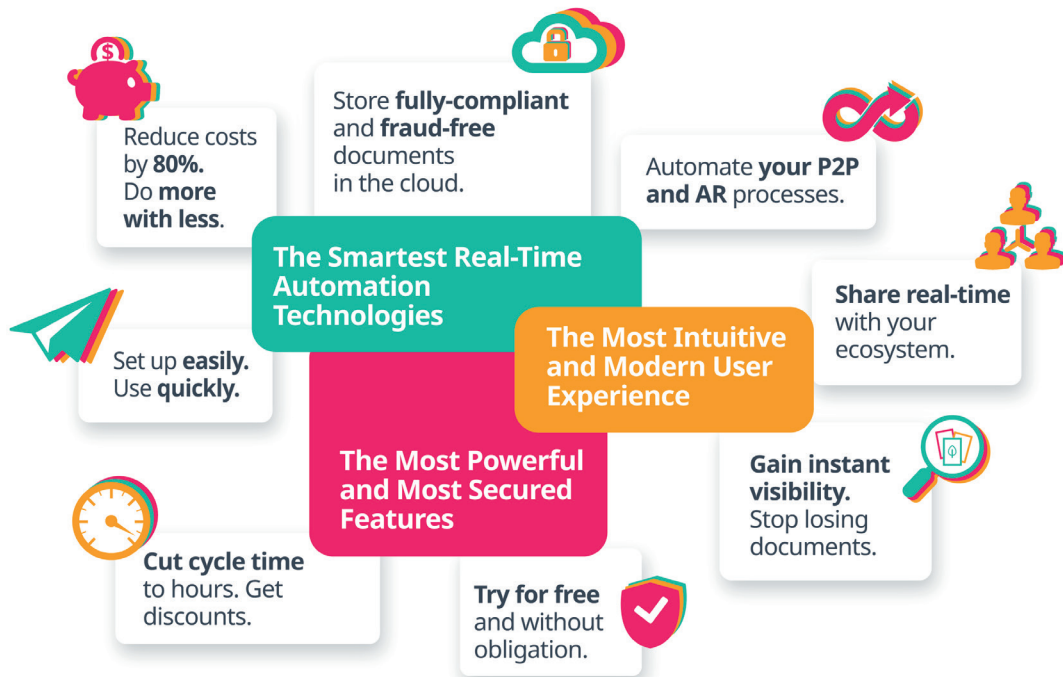 $
Reduce costs
by 80%.
Do more
with less.
Store fully-compliant
and fraud-free
documents
in the cloud.
Automate your P2P
and AR processes.
The Smartest Real-Time
Automation
Technologies
Share real-time
with your
ecosystem.
The Most Intuitive
and Modern User
Experience
Set up easily.
Use quickly.
The Most Powerful
and Most Secured
Features
Gain instant
visibility.
Stop losing
documents.
Cut cycle time
to hours. Get
discounts.
Try for free
and without
obligation.